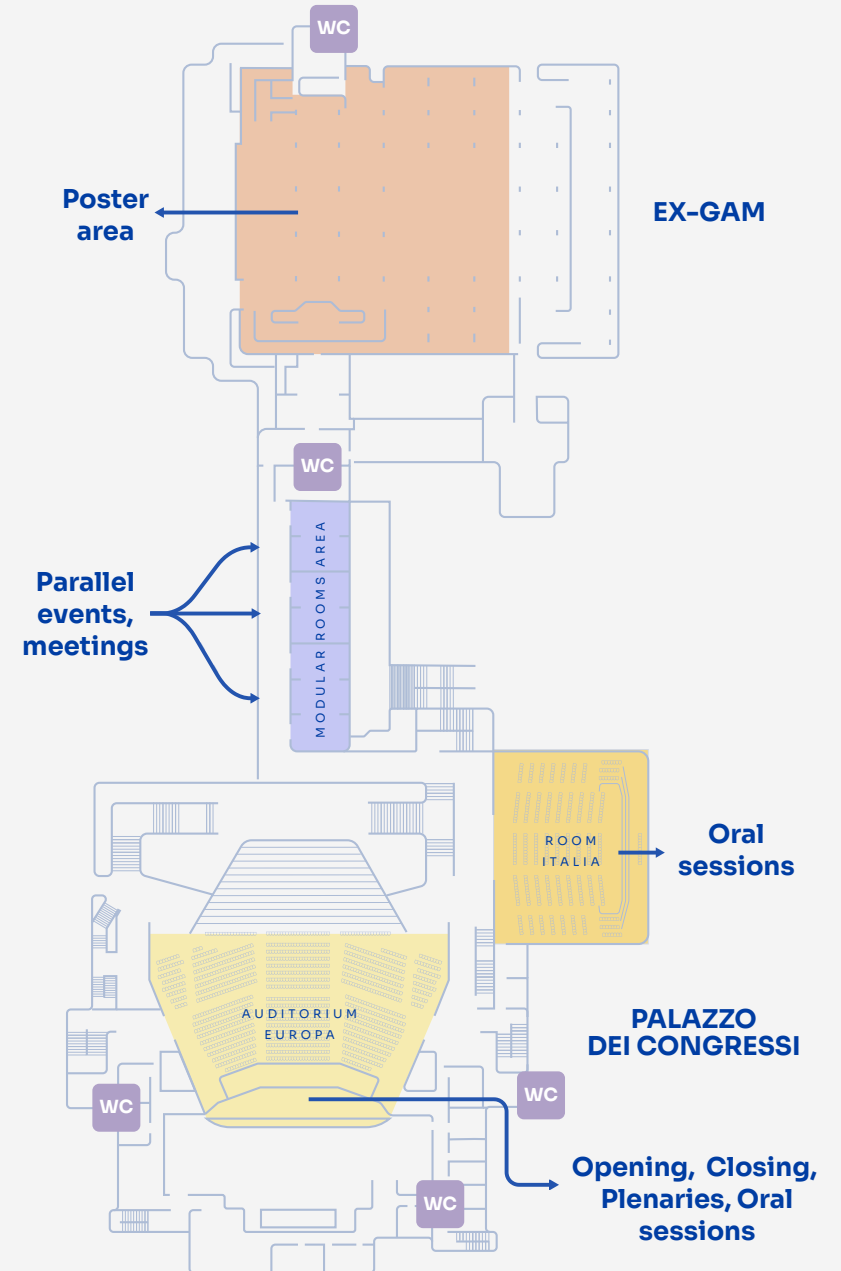 WC
Poster
area
EX-GAM
WC
MODULAR ROOMS AREA
Parallel
events,
meetings
ROOM
ITALIA
Oral
sessions
AUDITORIUM
EUROPA
PALAZZO
DEI CONGRESSI
WC
WC
Opening, Closing,
Plenaries, Oral
sessions
WC